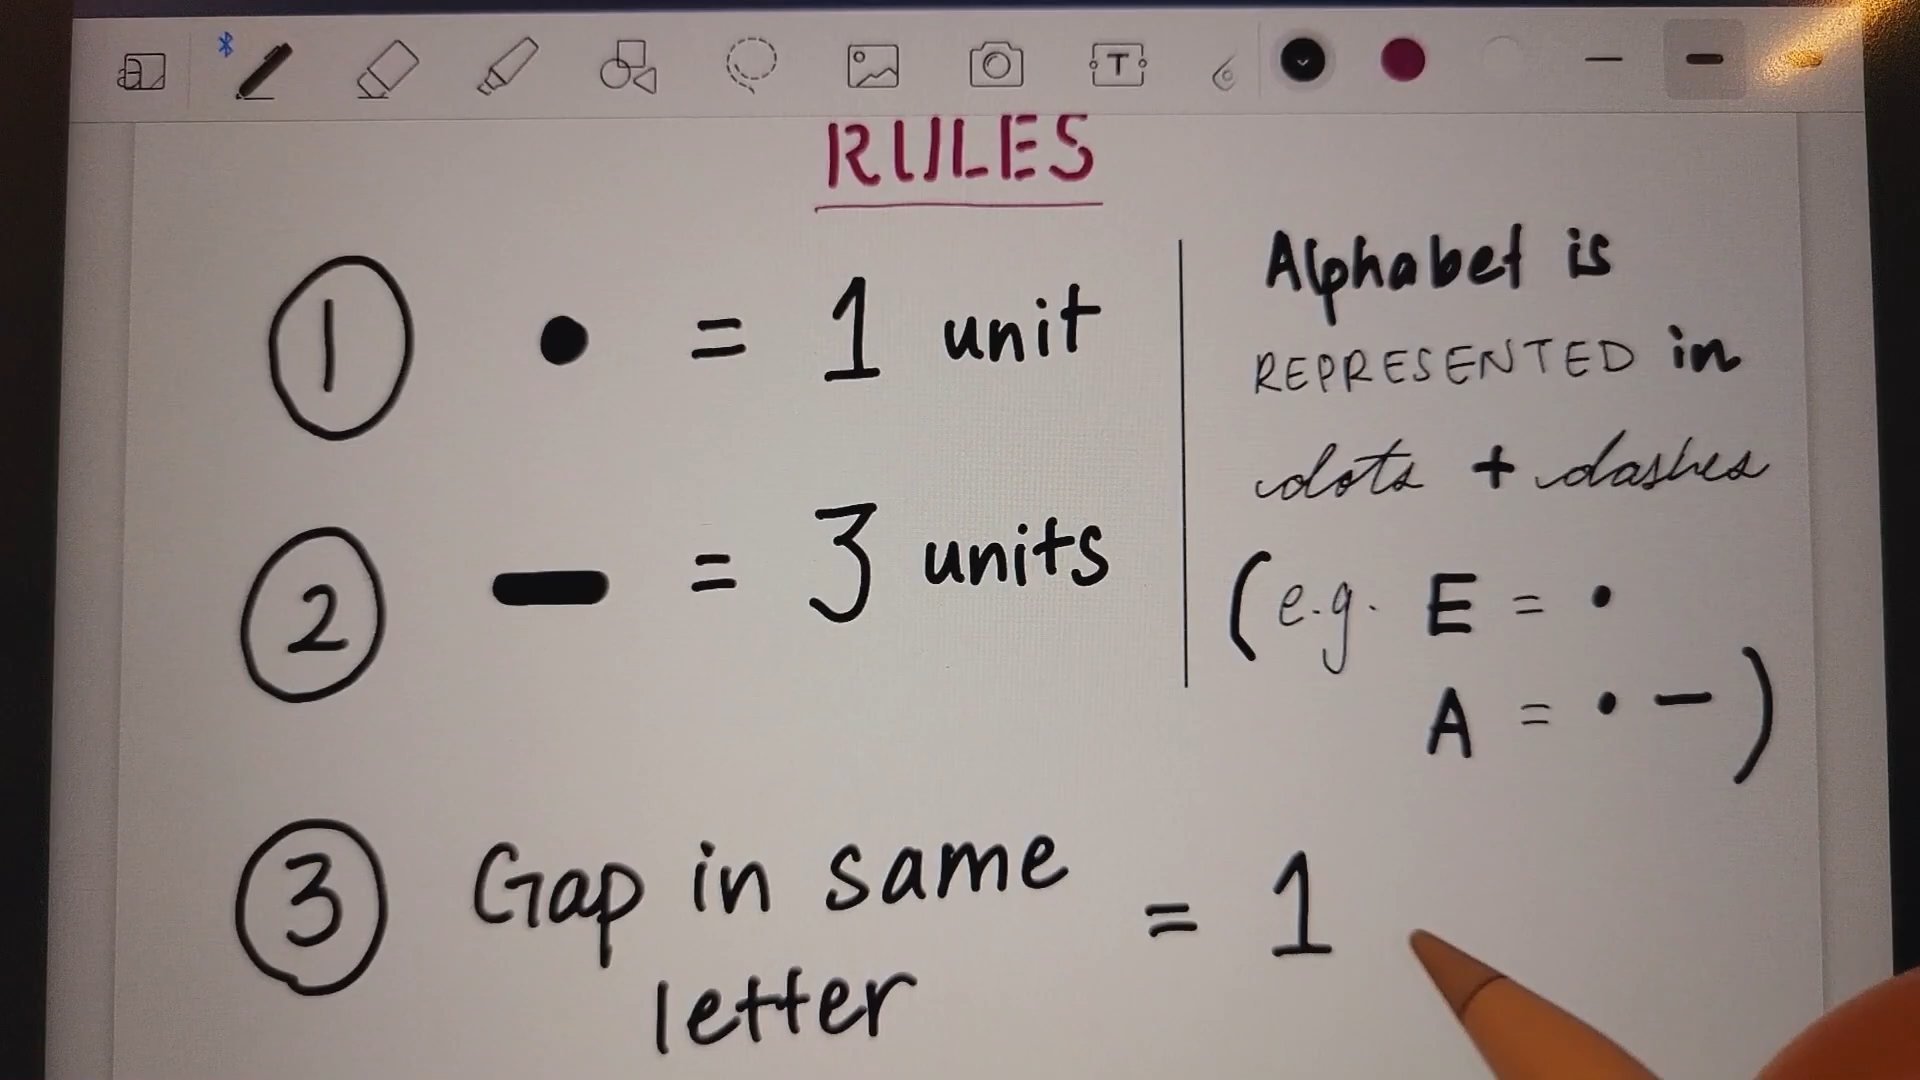 RULES
1 • = 1 unit
2 – = 3 units
3 Gap in same letter = 1
Alphabet is
REPRESENTED in
dots + dashes
(e.g. E = •
A = • –)